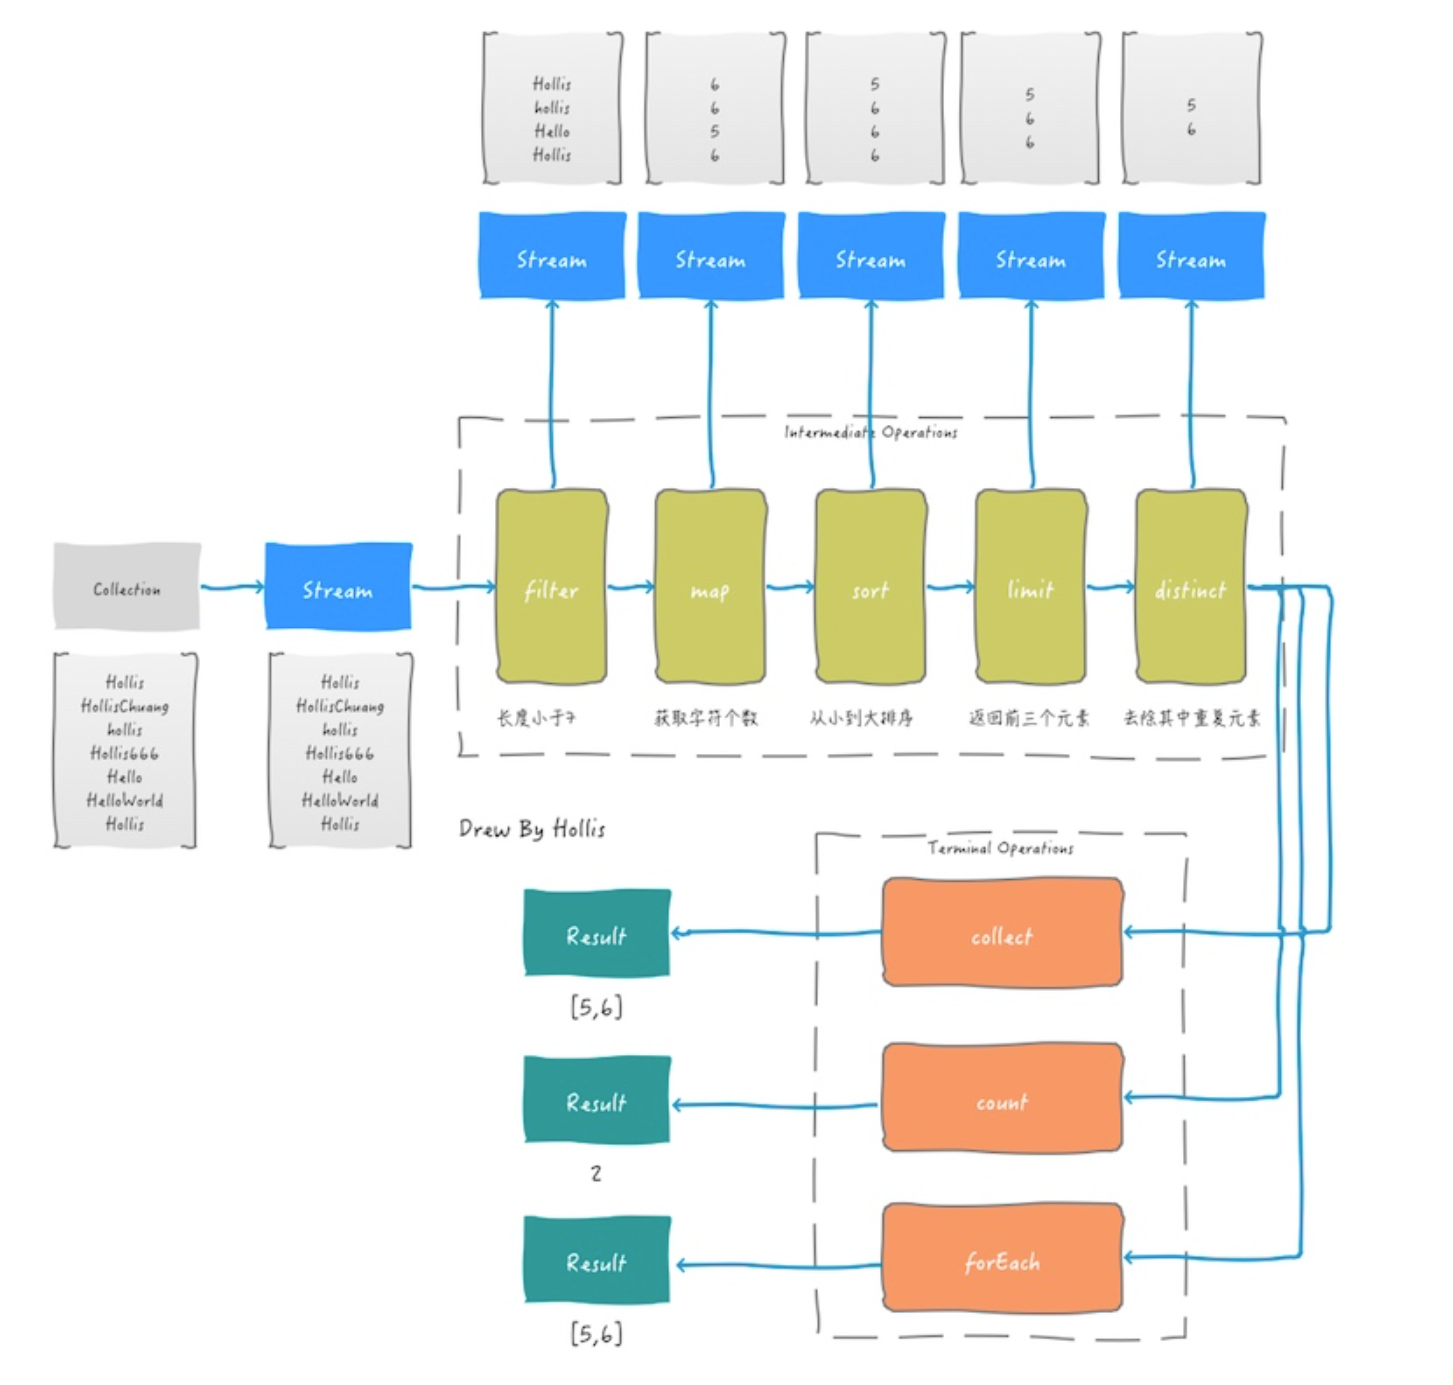 Hollis
hollis
Hello
Hollis
6
6
5
6
5
6
6
6
5
6
6
5
6
Stream
Stream
Stream
Stream
Stream
Intermediate Operations
Collection
Stream
filter
map
sort
limit
distinct
Hollis
HollisChuang
hollis
Hollis666
Hello
HelloWorld
Hollis
Hollis
HollisChuang
hollis
Hollis666
Hello
HelloWorld
Hollis
长度小于7
获取字符个数
从小到大排序
返回前三个元素
去除其中重复元素
Drew By Hollis
Terminal Operations
Result
collect
[5,6]
Result
count
2
Result
forEach
[5,6]